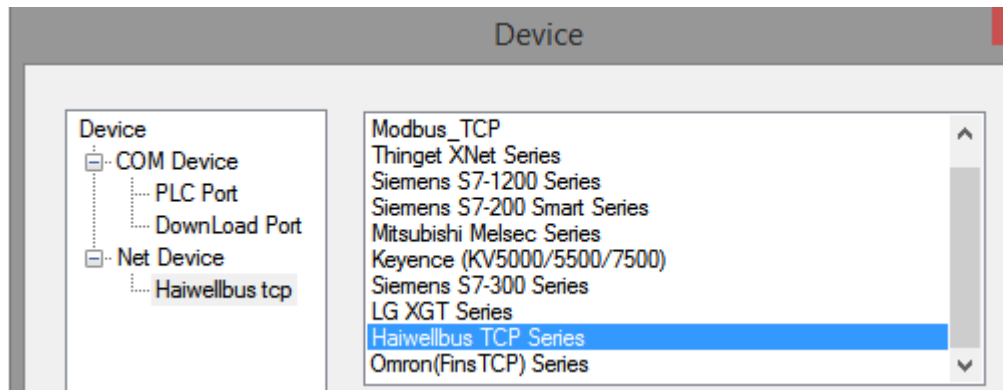 Device
Device
COM Device
PLC Port
DownLoad Port
Net Device
Haiwellbus tcp
Modbus_TCP
Thinget XNet Series
Siemens S7-1200 Series
Siemens S7-200 Smart Series
Mitsubishi Melsec Series
Keyence (KV5000/5500/7500)
Siemens S7-300 Series
LG XGT Series
Haiwellbus TCP Series
Omron(FinsTCP) Series